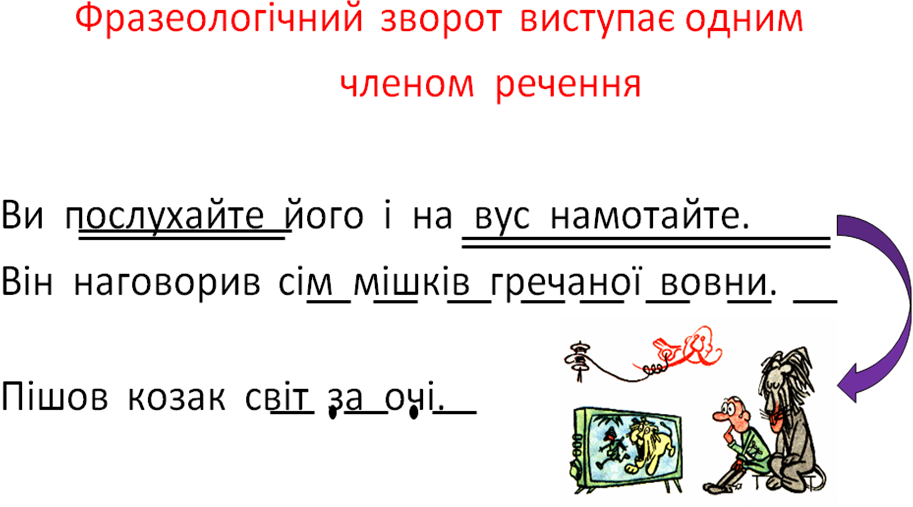 Фразеологічний зворот виступає одним
членом речення
Ви послухайте його і на вус намотайте.
Він наговорив сім мішків гречаної вовни.
Пішов козак світ за очі.